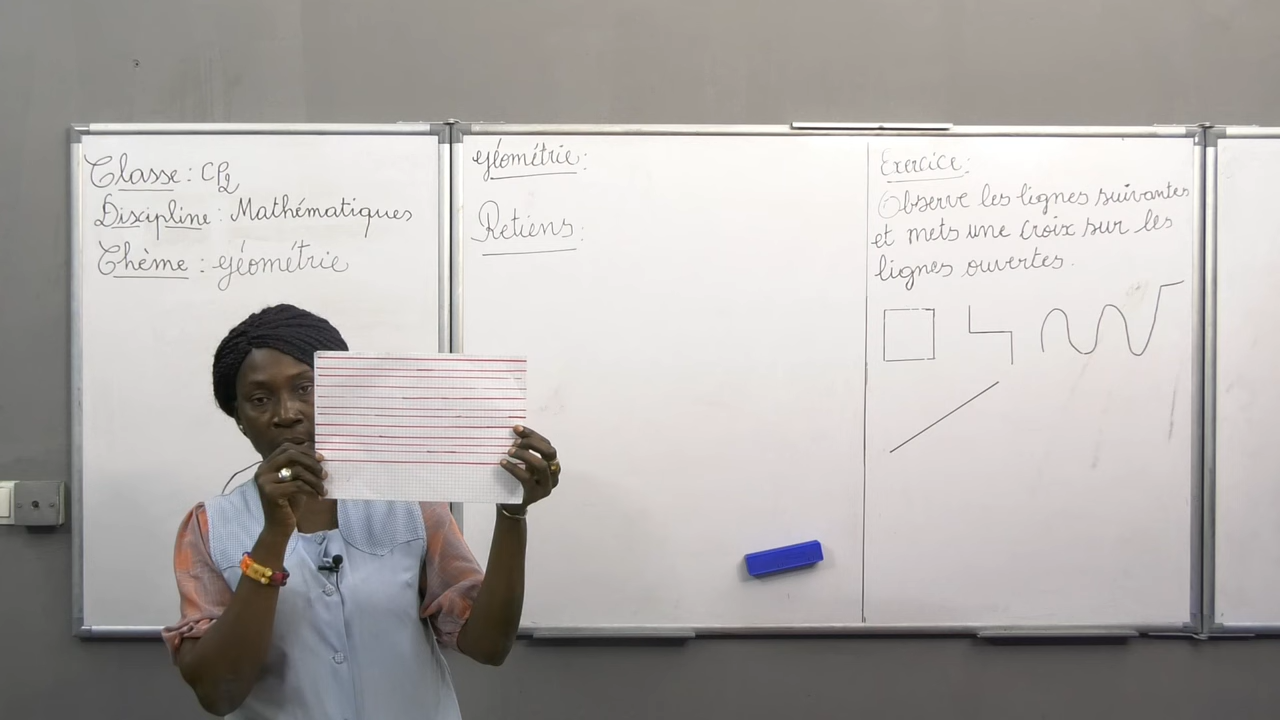 Classe : CP2
Discipline : Mathématiques
Thème : géométrie
géométrie :
Retiens :
Exercice :
Observe les lignes suivantes
et mets une croix sur les
lignes ouvertes.